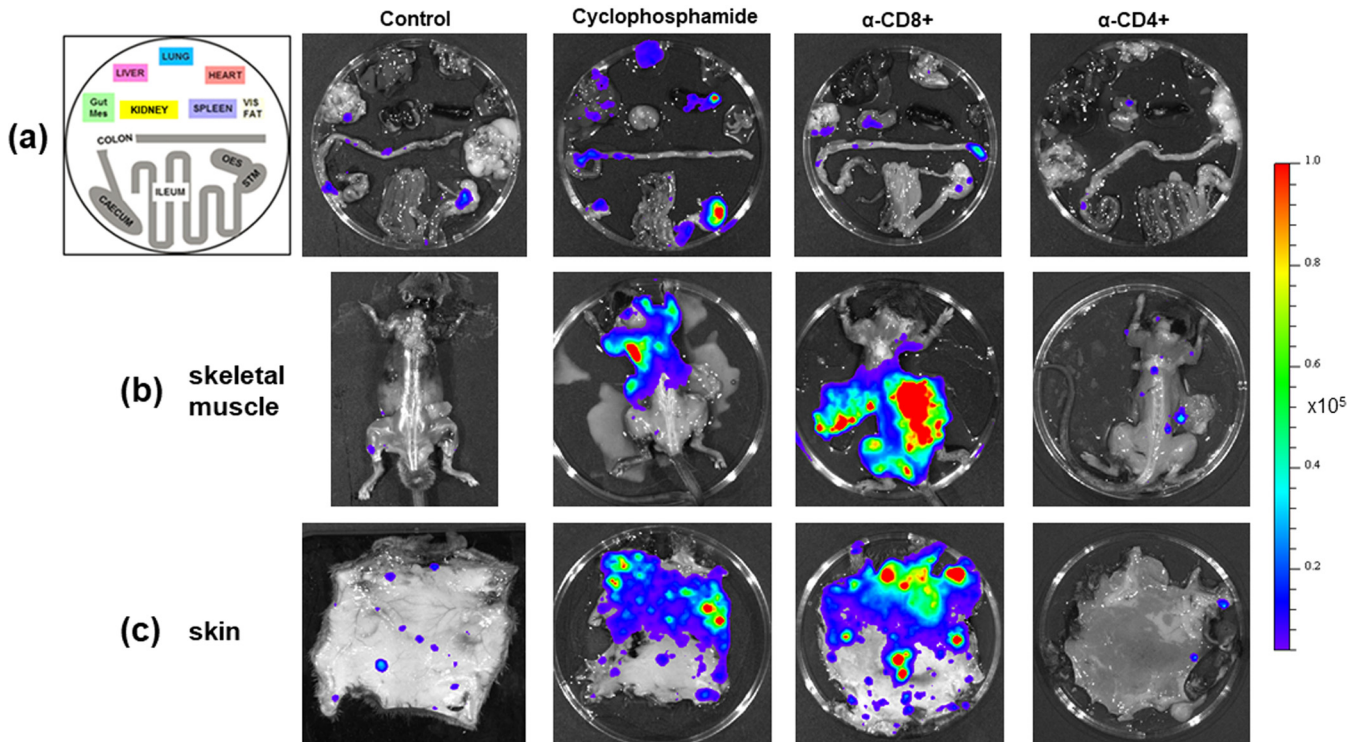 Control
Cyclophosphamide
α-CD8+
α-CD4+
(a)
LUNG
LIVER
HEART
Gut
Mes
KIDNEY
SPLEEN
VIS
FAT
COLON
OES
STM
ILEUM
CAECUM
(b)
skeletal
muscle
(c)
skin
1.0
0.8
0.6
x10⁵
0.4
0.2